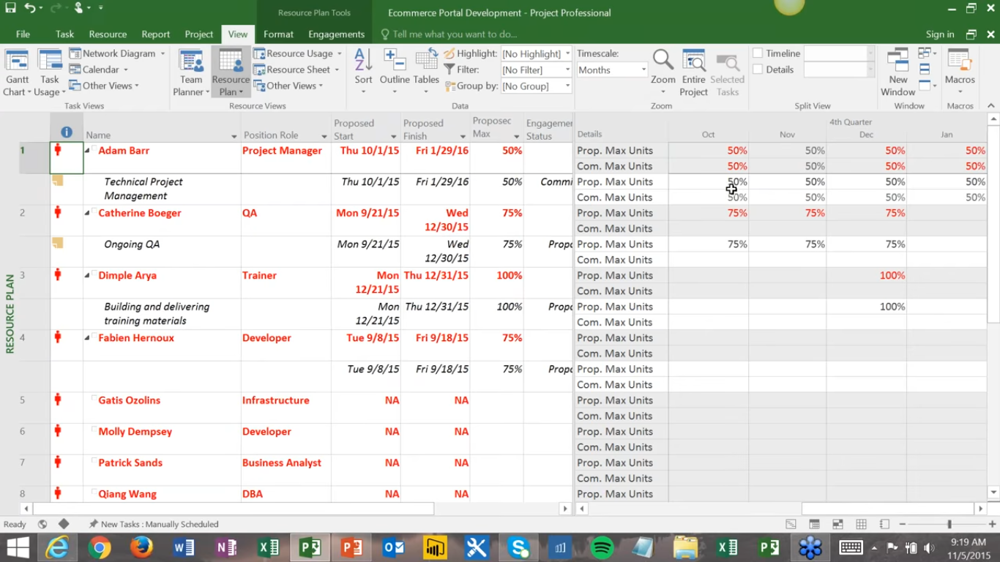 Resource Plan Tools
Ecommerce Portal Development - Project Professional
File Task Resource Report Project View Format Engagements Tell me what you want to do... Sign in
Network Diagram
Calendar
Other Views
Gantt Chart
Task Usage
Task Views
Team Planner
Resource Plan
Resource Usage
Resource Sheet
Other Views
Resource Views
Sort
Outline
Tables
Highlight: [No Highlight]
Filter: [No Filter]
Group by: [No Group]
Data
Timescale:
Months
Zoom
Entire Project
Selected Tasks
Zoom
Timeline
Details
Split View
New Window
Window
Macros
Macros
Name Position Role Proposed Start Proposed Finish Proposec Max Engagemen Status
Details 4th Quarter
Oct Nov Dec Jan
RESOURCE PLAN
1 Adam Barr Project Manager Thu 10/1/15 Fri 1/29/16 50% Prop. Max Units 50% 50% 50% 50%
Com. Max Units 50% 50% 50% 50%
Technical Project Thu 10/1/15 Fri 1/29/16 50% Commi Prop. Max Units 50% 50% 50% 50%
Management Com. Max Units 50% 50% 50% 50%
2 Catherine Boeger QA Mon 9/21/15 Wed 75% Prop. Max Units 75% 75% 75%
12/30/15 Com. Max Units
Ongoing QA Mon 9/21/15 Wed 75% Propo Prop. Max Units 75% 75% 75%
12/30/15 Com. Max Units
3 Dimple Arya Trainer Mon Thu 12/31/15 100% Prop. Max Units 100%
12/21/15 Com. Max Units
Building and delivering Mon Thu 12/31/15 100% Propo Prop. Max Units 100%
training materials 12/21/15 Com. Max Units
4 Fabien Hernoux Developer Tue 9/8/15 Fri 9/18/15 75% Prop. Max Units
Com. Max Units
Tue 9/8/15 Fri 9/18/15 75% Propo Prop. Max Units
Com. Max Units
5 Gatis Ozolins Infrastructure NA NA Prop. Max Units
Com. Max Units
6 Molly Dempsey Developer NA NA Prop. Max Units
Com. Max Units
7 Patrick Sands Business Analyst NA NA Prop. Max Units
Com. Max Units
8 Qiang Wang DBA NA NA Prop. Max Units
Ready New Tasks : Manually Scheduled
9:19 AM
11/5/2015